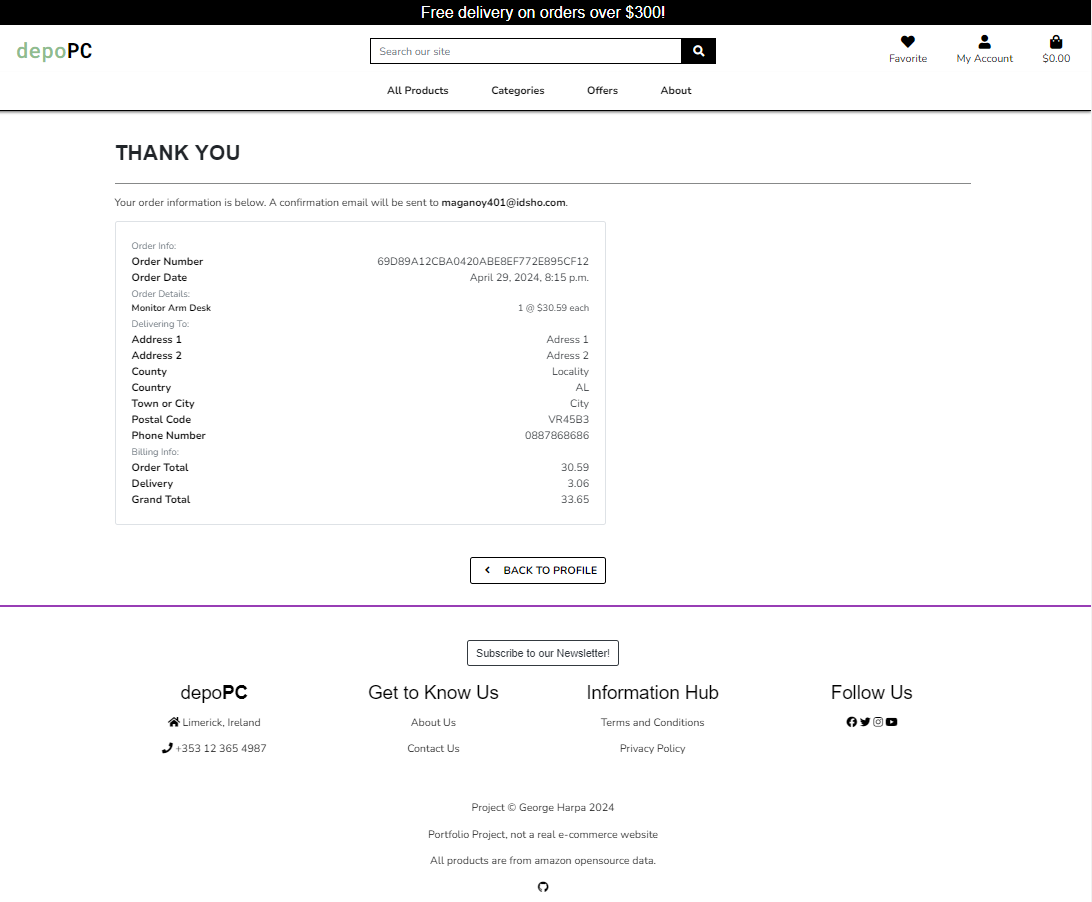 Free delivery on orders over $300!
depoPC
Search our site
Favorite
My Account
$0.00
All Products Categories Offers About
THANK YOU
Your order information is below. A confirmation email will be sent to maganoy401@idsho.com.
Order Info:
Order Number 69D89A12CBA0420ABE8EF772E895CF12
Order Date April 29, 2024, 8:15 p.m.
Order Details:
Monitor Arm Desk 1 @ $30.59 each
Delivering To:
Address 1 Adress 1
Address 2 Adress 2
County Locality
Country AL
Town or City City
Postal Code VR45B3
Phone Number 0887868686
Billing Info:
Order Total 30.59
Delivery 3.06
Grand Total 33.65
BACK TO PROFILE
Subscribe to our Newsletter!
depoPC Get to Know Us Information Hub Follow Us
Limerick, Ireland About Us Terms and Conditions
+353 12 365 4987 Contact Us Privacy Policy
Project © George Harpa 2024
Portfolio Project, not a real e-commerce website
All products are from amazon opensource data.